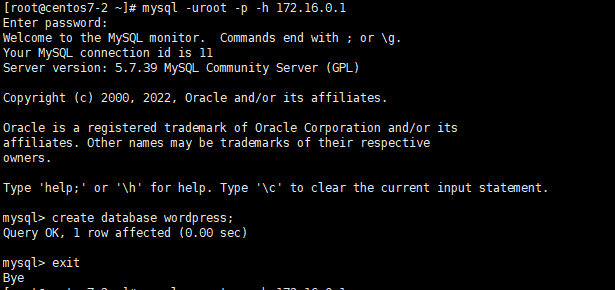 [root@centos7-2 ~]# mysql -uroot -p -h 172.16.0.1
Enter password:
Welcome to the MySQL monitor.  Commands end with ; or \g.
Your MySQL connection id is 11
Server version: 5.7.39 MySQL Community Server (GPL)

Copyright (c) 2000, 2022, Oracle and/or its affiliates.

Oracle is a registered trademark of Oracle Corporation and/or its
affiliates. Other names may be trademarks of their respective
owners.

Type 'help;' or '\h' for help. Type '\c' to clear the current input statement.

mysql> create database wordpress;
Query OK, 1 row affected (0.00 sec)

mysql> exit
Bye